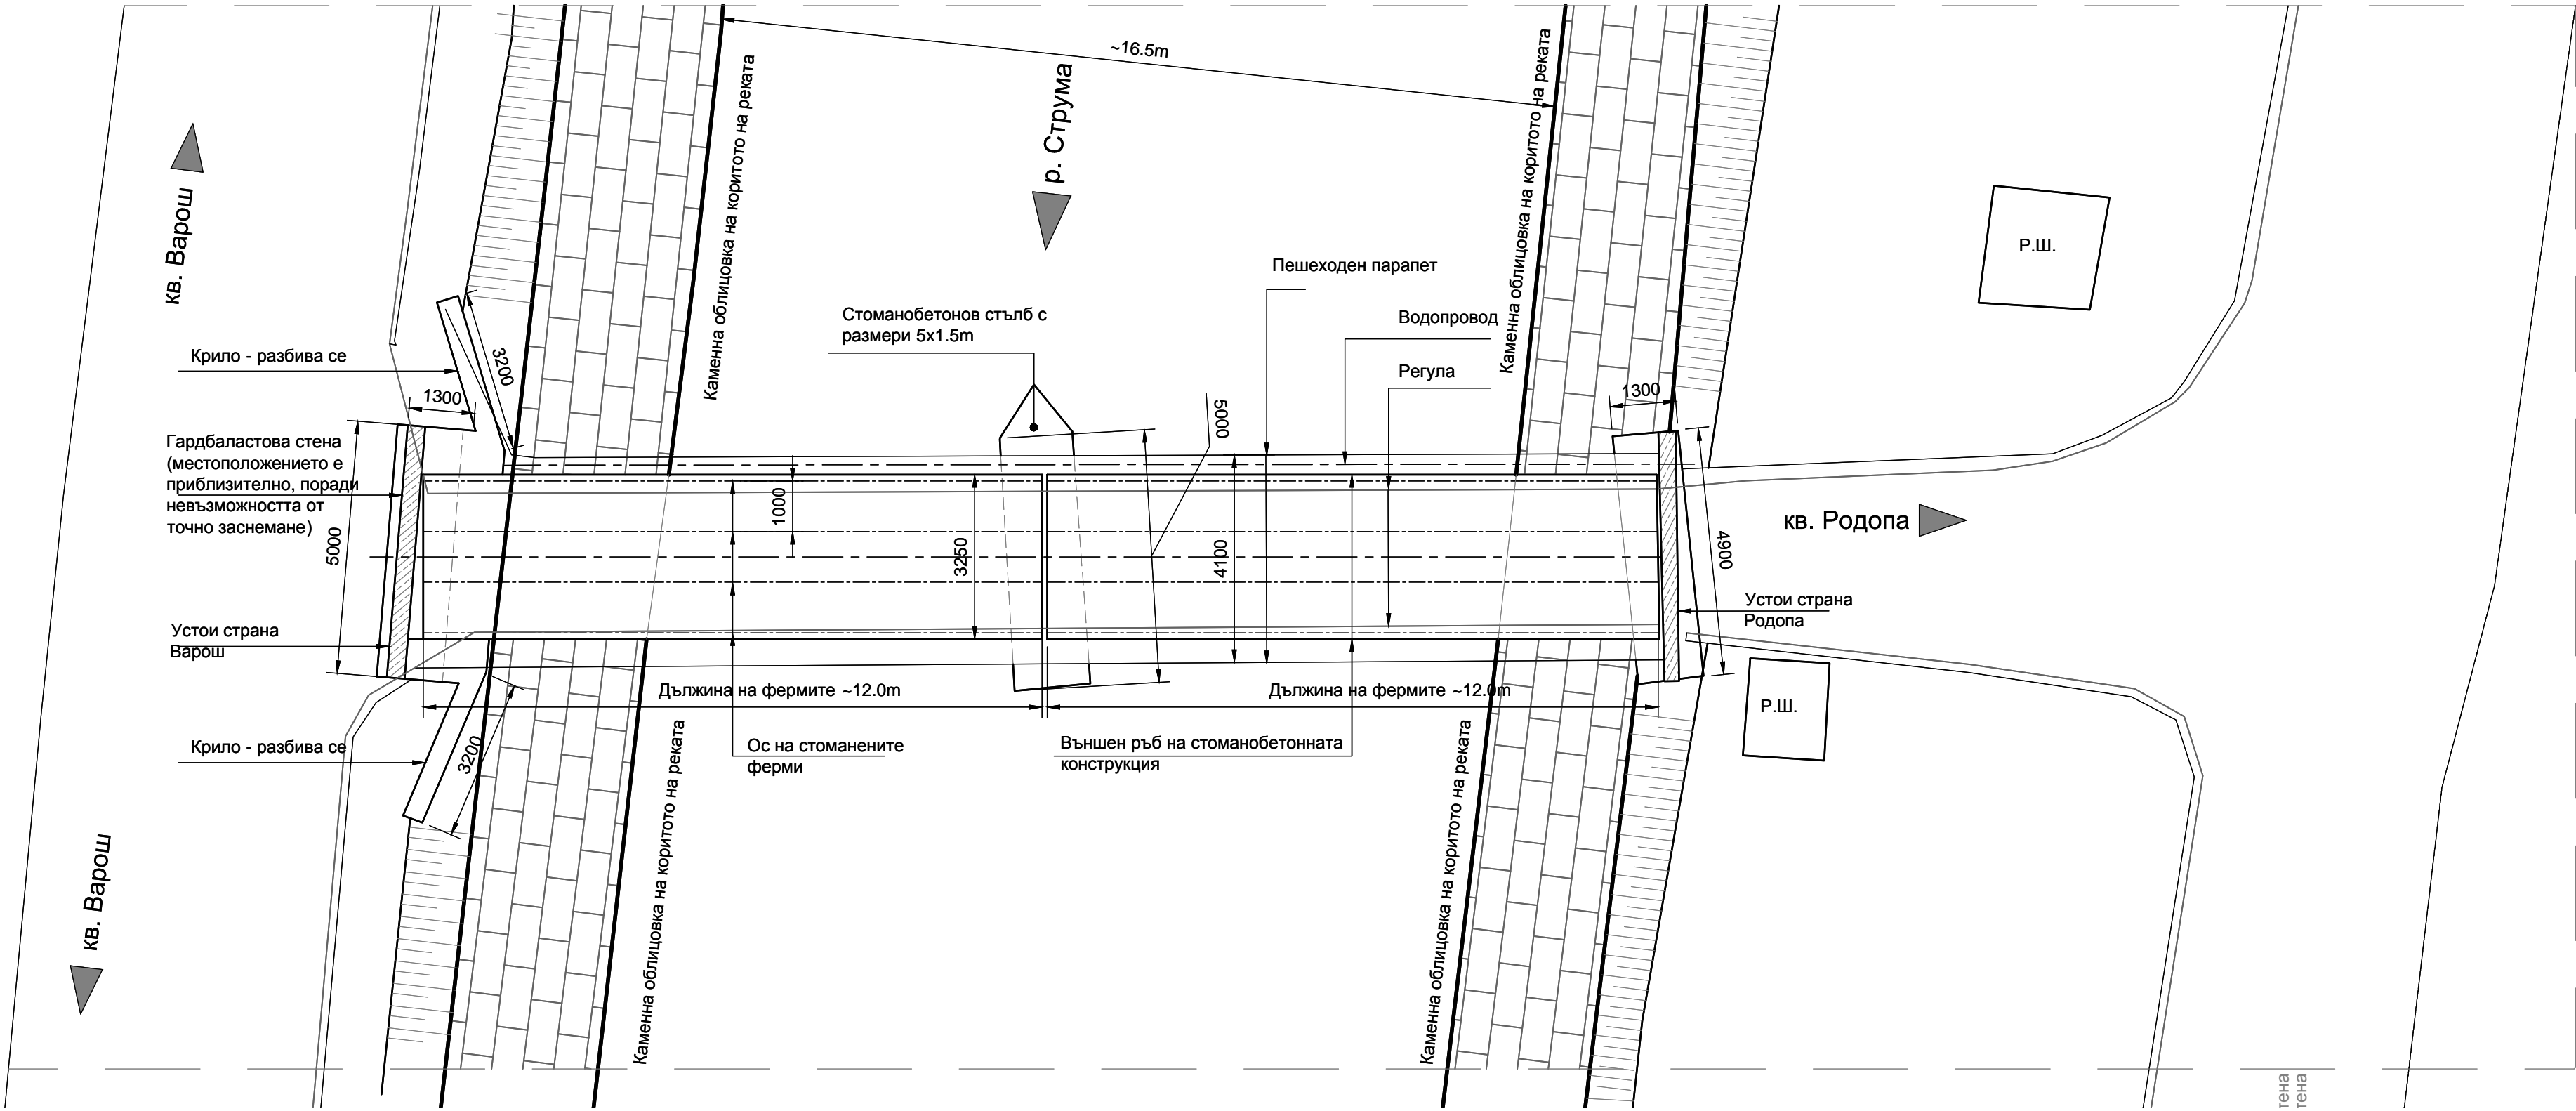 ~16.5m
р. Струма
Каменна облицовка на коритото на реката
Каменна облицовка на коритото на реката
кв. Варош
Р.Ш.
Пешеходен парапет
Водопровод
Регула
Стоманобетонов стълб с
размери 5x1.5m
Крило - разбива се
3200
1300
1300
5000
Гардбаластова стена
(местоположението е
приблизително, поради
невъзможността от
точно заснемане)
5000
1000
3250
4100
4900
кв. Родопа
Устои страна
Родопа
Устои страна
Варош
Дължина на фермите ~12.0m
Дължина на фермите ~12.0m
Р.Ш.
Крило - разбива се
3200
Ос на стоманените
ферми
Външен ръб на стоманобетонната
конструкция
Каменна облицовка на коритото на реката
Каменна облицовка на коритото на реката
кв. Варош
тена
тена